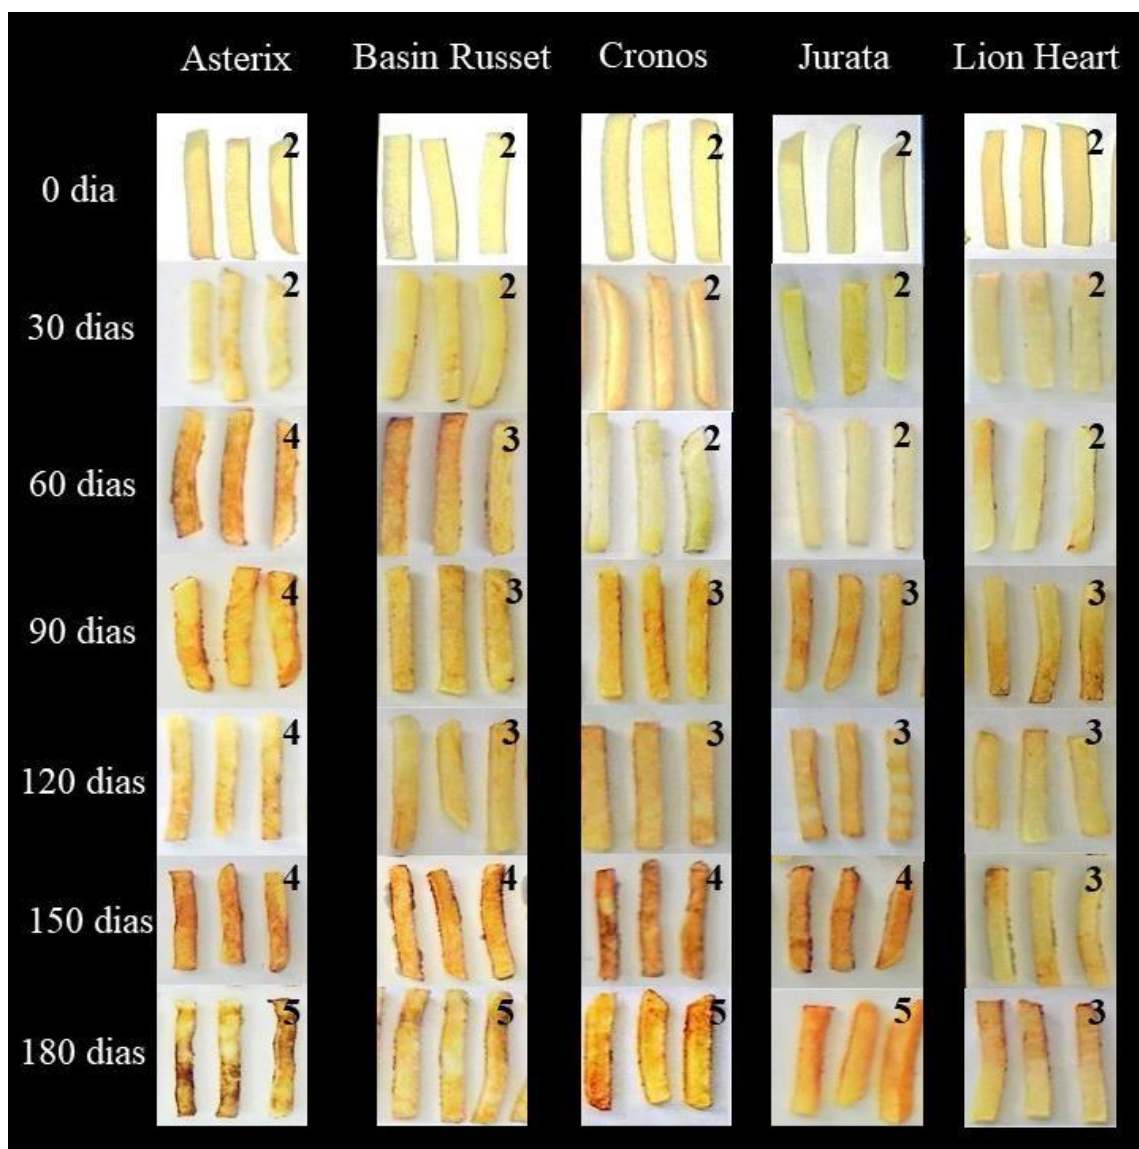 Asterix Basin Russet Cronos Jurata Lion Heart
0 dia 2 2 2 2 2
30 dias 2 2 2 2 2
60 dias 4 3 2 2 2
90 dias 4 3 3 3 3
120 dias 4 3 3 3 3
150 dias 4 4 4 4 3
180 dias 5 5 5 5 3